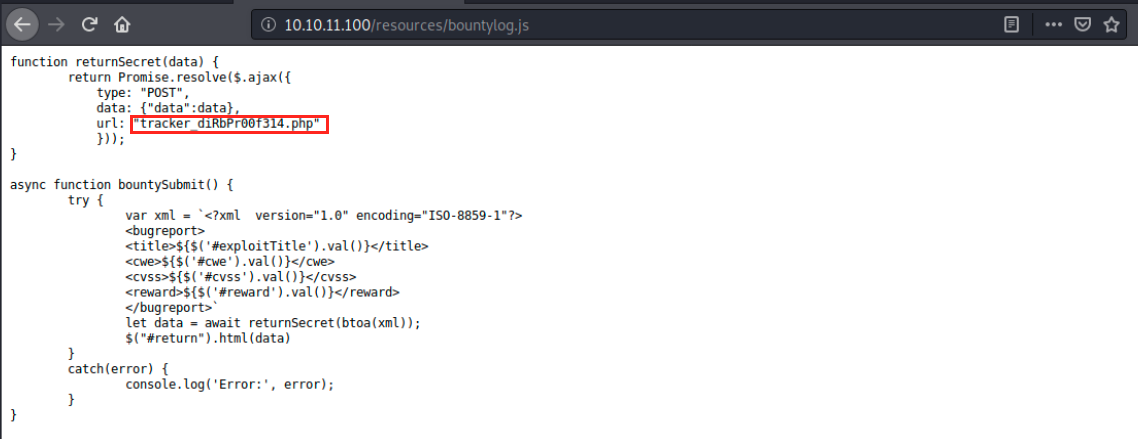 10.10.11.100/resources/bountylog.js
function returnSecret(data) {
return Promise.resolve($.ajax({
type: "POST",
data: {"data":data},
url: "tracker_diRbPr00f314.php"
}));
}
async function bountySubmit() {
try {
var xml = `<?xml  version="1.0" encoding="ISO-8859-1"?>
<bugreport>
<title>${$('#exploitTitle').val()}</title>
<cwe>${$('#cwe').val()}</cwe>
<cvss>${$('#cvss').val()}</cvss>
<reward>${$('#reward').val()}</reward>
</bugreport>`
let data = await returnSecret(btoa(xml));
$("#return").html(data)
}
catch(error) {
console.log('Error:', error);
}
}